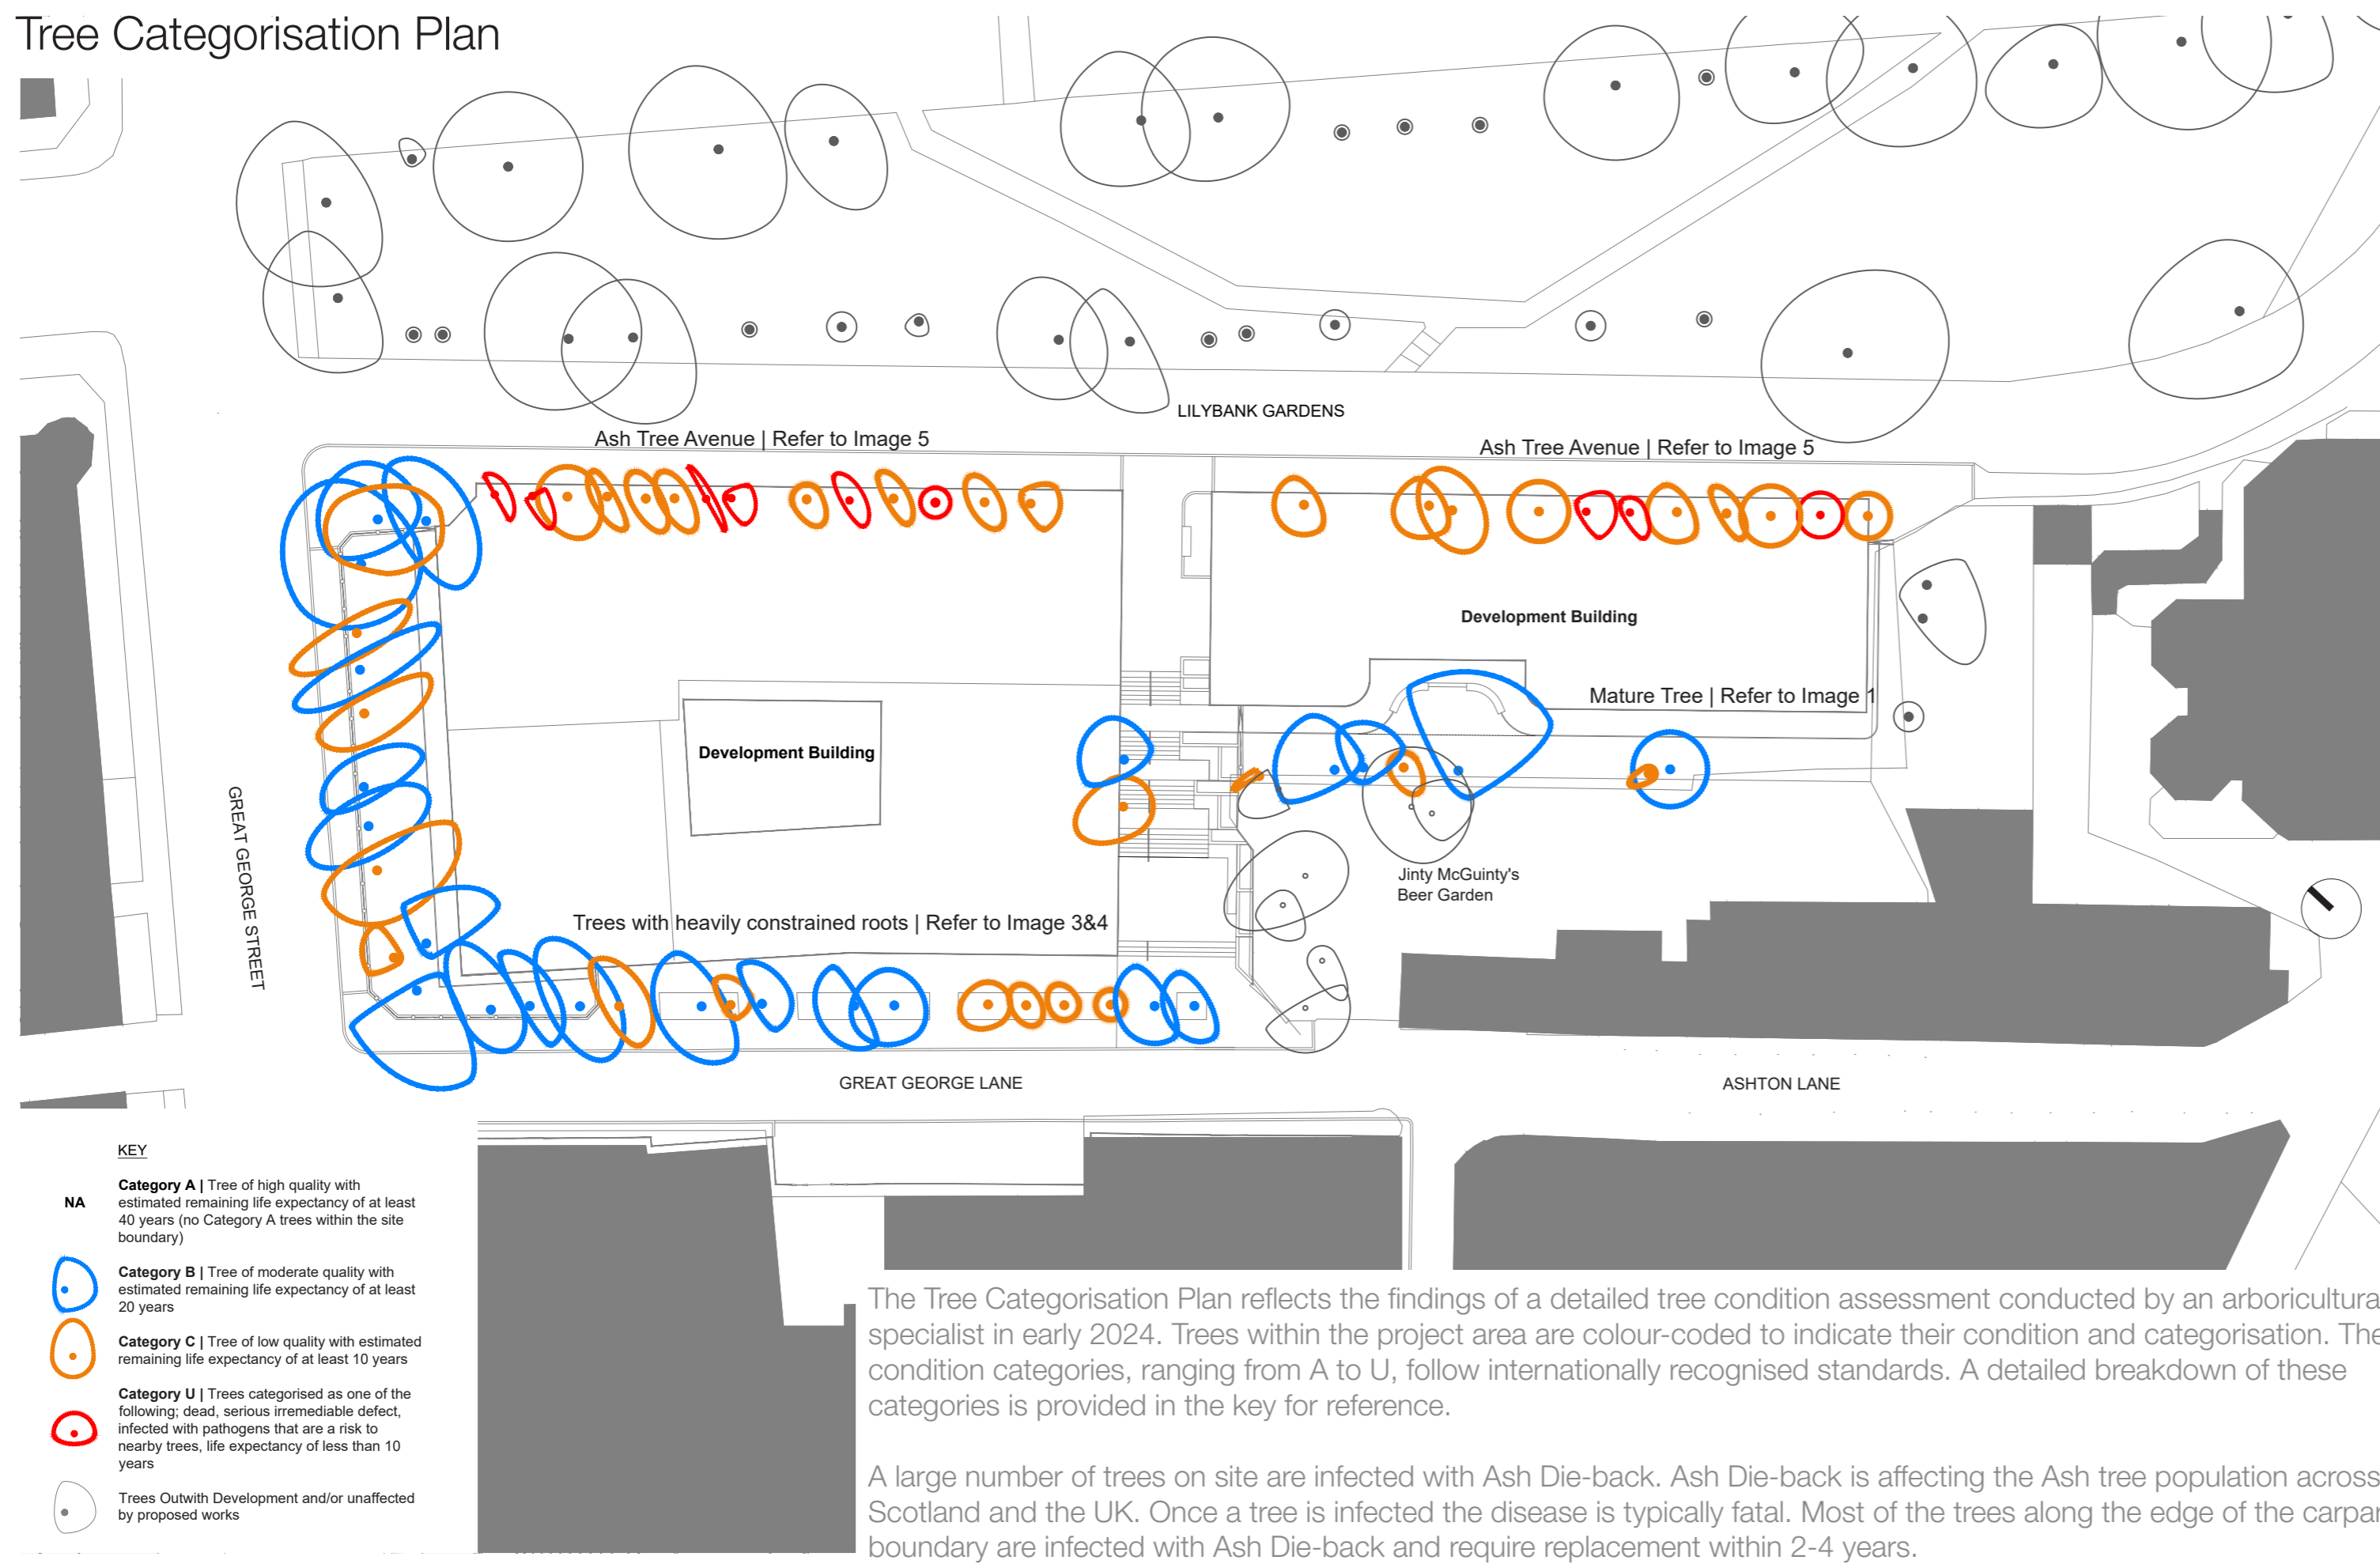 Tree Categorisation Plan
LILYBANK GARDENS
Ash Tree Avenue | Refer to Image 5
Ash Tree Avenue | Refer to Image 5
Development Building
Mature Tree | Refer to Image 1
Development Building
GREAT GEORGE STREET
Jinty McGuinty's
Beer Garden
Trees with heavily constrained roots | Refer to Image 3&4
GREAT GEORGE LANE
ASHTON LANE
KEY
NA
Category A | Tree of high quality with
estimated remaining life expectancy of at least
40 years (no Category A trees within the site
boundary)
Category B | Tree of moderate quality with
estimated remaining life expectancy of at least
20 years
Category C | Tree of low quality with estimated
remaining life expectancy of at least 10 years
Category U | Trees categorised as one of the
following; dead, serious irremediable defect,
infected with pathogens that are a risk to
nearby trees, life expectancy of less than 10
years
Trees Outwith Development and/or unaffected
by proposed works
The Tree Categorisation Plan reflects the findings of a detailed tree condition assessment conducted by an arboricultura
specialist in early 2024. Trees within the project area are colour-coded to indicate their condition and categorisation. The
condition categories, ranging from A to U, follow internationally recognised standards. A detailed breakdown of these
categories is provided in the key for reference.
A large number of trees on site are infected with Ash Die-back. Ash Die-back is affecting the Ash tree population across
Scotland and the UK. Once a tree is infected the disease is typically fatal. Most of the trees along the edge of the carpar
boundary are infected with Ash Die-back and require replacement within 2-4 years.